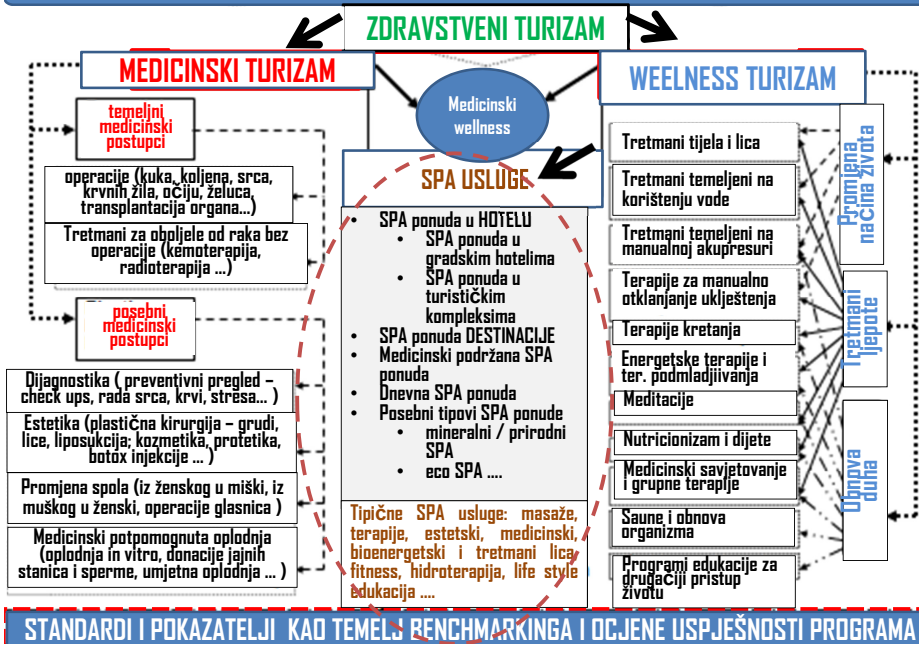 ZDRAVSTVENI TURIZAM
MEDICINSKI TURIZAM
WEELNESS TURIZAM
Medicinski
wellness
temeljni
medicinski
postupci
operacije (kuka, koljena, srca,
krvnih žila, očiju, želuca,
transplantacija organa...)
Tretmani za oboljele od raka bez
operacije (kemoterapija,
radioterapija ...)
posebni
medicinski
postupci
Dijagnostika ( preventivni pregled –
check ups, rada srca, krvi, stresa... )
Estetika (plastična kirurgija – grudi,
lice, liposukcija; kozmetika, protetika,
botox injekcije ... )
Promjena spola (iz ženskog u miški, iz
muškog u ženski, operacije glasnica )
Medicinski potpomognuta oplodnja
(oplodnja in vitro, donacije jajnih
stanica i sperme, umjetna oplodnja ... )
SPA USLUGE
• SPA ponuda u HOTELU
• SPA ponuda u
gradskim hotelima
• SPA ponuda u
turističkim
kompleksima
• SPA ponuda DESTINACIJE
• Medicinski podržana SPA
ponuda
• Dnevna SPA ponuda
• Posebni tipovi SPA ponude
• mineralni / prirodni
SPA
• eco SPA ....
Tipične SPA usluge: masaže,
terapije, estetski, medicinski,
bioenergetski i tretmani lica,
fitness, hidroterapija, life style
edukacija ....
Tretmani tijela i lica
Tretmani temeljeni na
korištenju vode
Tretmani temeljeni na
manualnoj akupresuri
Terapije za manualno
otklanjanje uklještenja
Terapije kretanja
Energetske terapije i
ter. podmladjiivanja
Meditacije
Nutricionizam i dijete
Medicinski savjetovanje
i grupne terapije
Saune i obnova
organizma
Programi edukacije za
drugačiji pristup
životu
Promjena
načina života
Tretmani
ljepote
Obnova
duha
STANDARDI I POKAZATELJI KAO TEMELJ BENCHMARKINGA I OCJENE USPJEŠNOSTI PROGRAMA